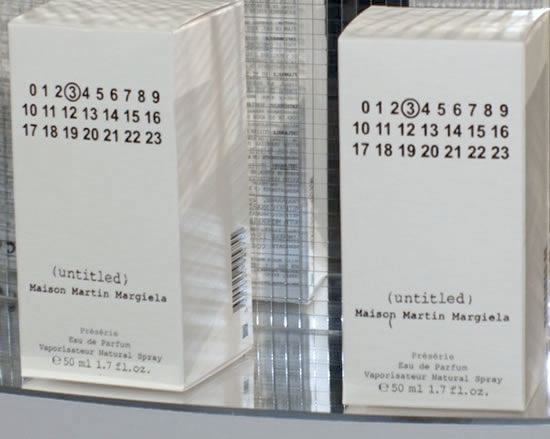 0 1 2 3 4 5 6 7 8 9
10 11 12 13 14 15 16
17 18 19 20 21 22 23
(untitled)
Maison Martin Margiela
Présérie
Eau de Parfum
Vaporisateur Natural Spray
℮ 50 ml 1.7 fl.oz.
0 1 2 3 4 5 6 7 8 9
10 11 12 13 14 15 16
17 18 19 20 21 22 23
(untitled)
Maison Martin Margiela
Présérie
Eau de Parfum
Vaporisateur Natural Spray
℮ 50 ml 1.7 fl.oz.